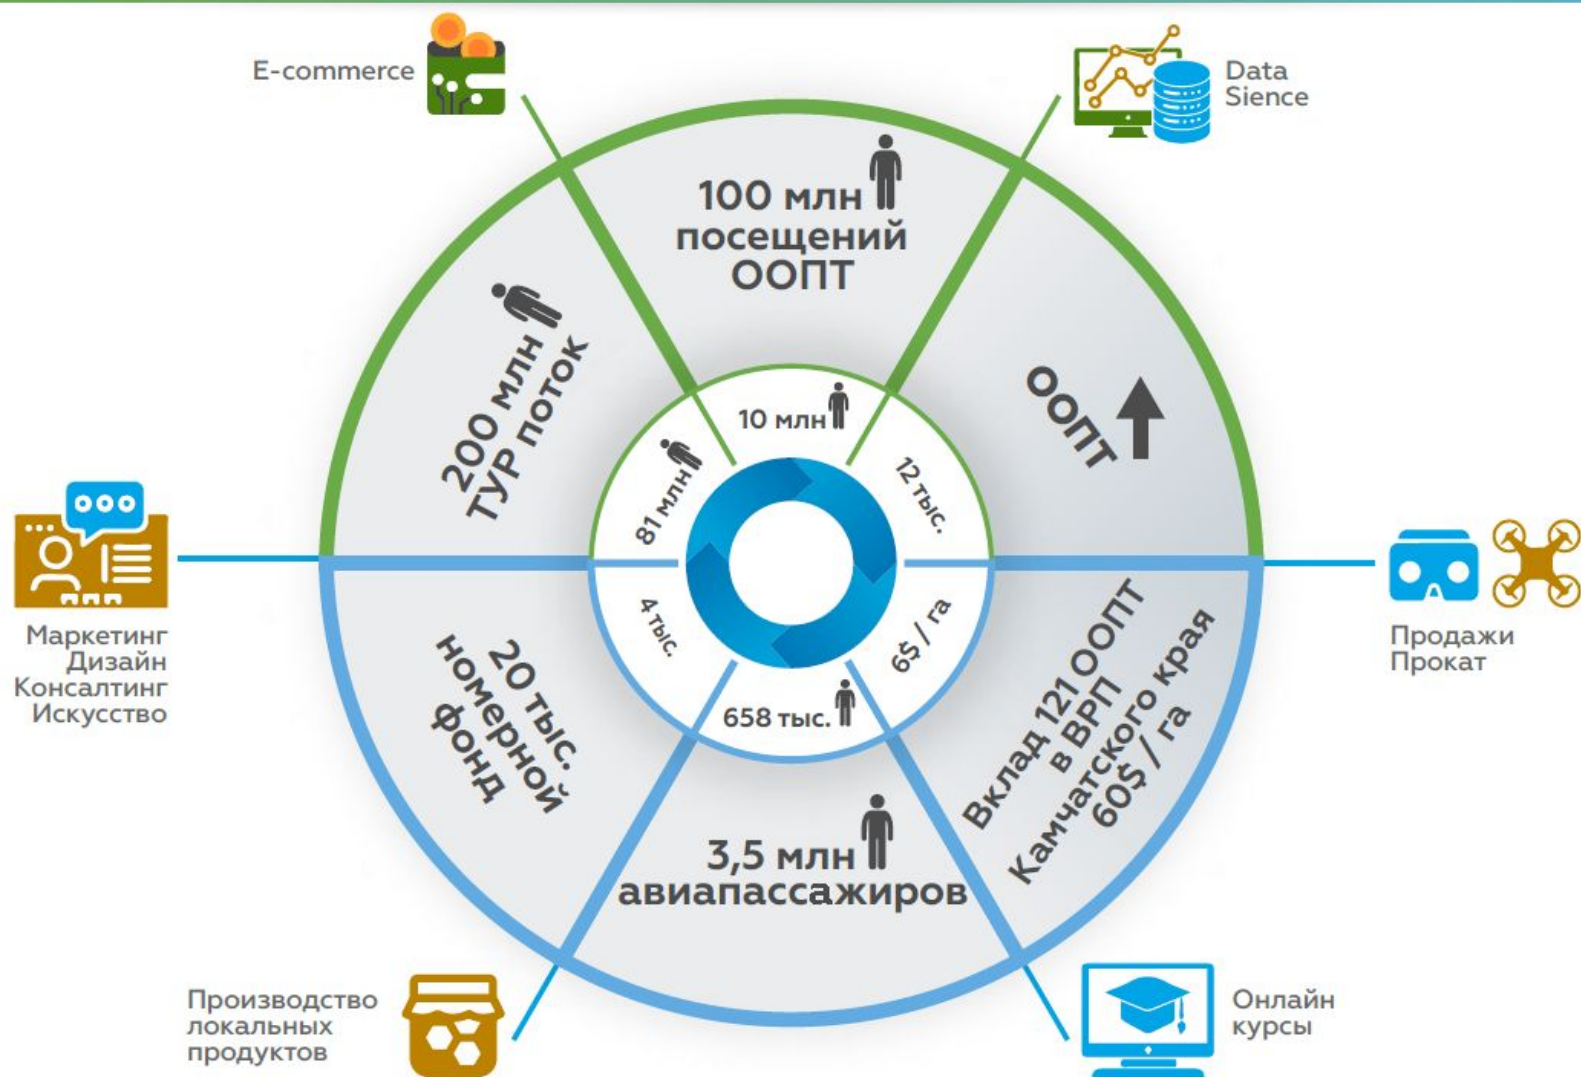 E-commerce
Data
Sience
100 млн
посещений
ООПТ
200 млн
ТУР ПОТОК
ООПТ
10 млн
81 млн
12 тыс.
4 тыс.
6$ / га
658 тыс.
20 тыс.
номерной
фонд
3,5 млн
авиапассажиров
Вклад 121 ООПТ
в ВРП
Камчатского края
60$ / га
Маркетинг
Дизайн
Консалтинг
Искусство
Продажи
Прокат
Производство
локальных
продуктов
Онлайн
курсы